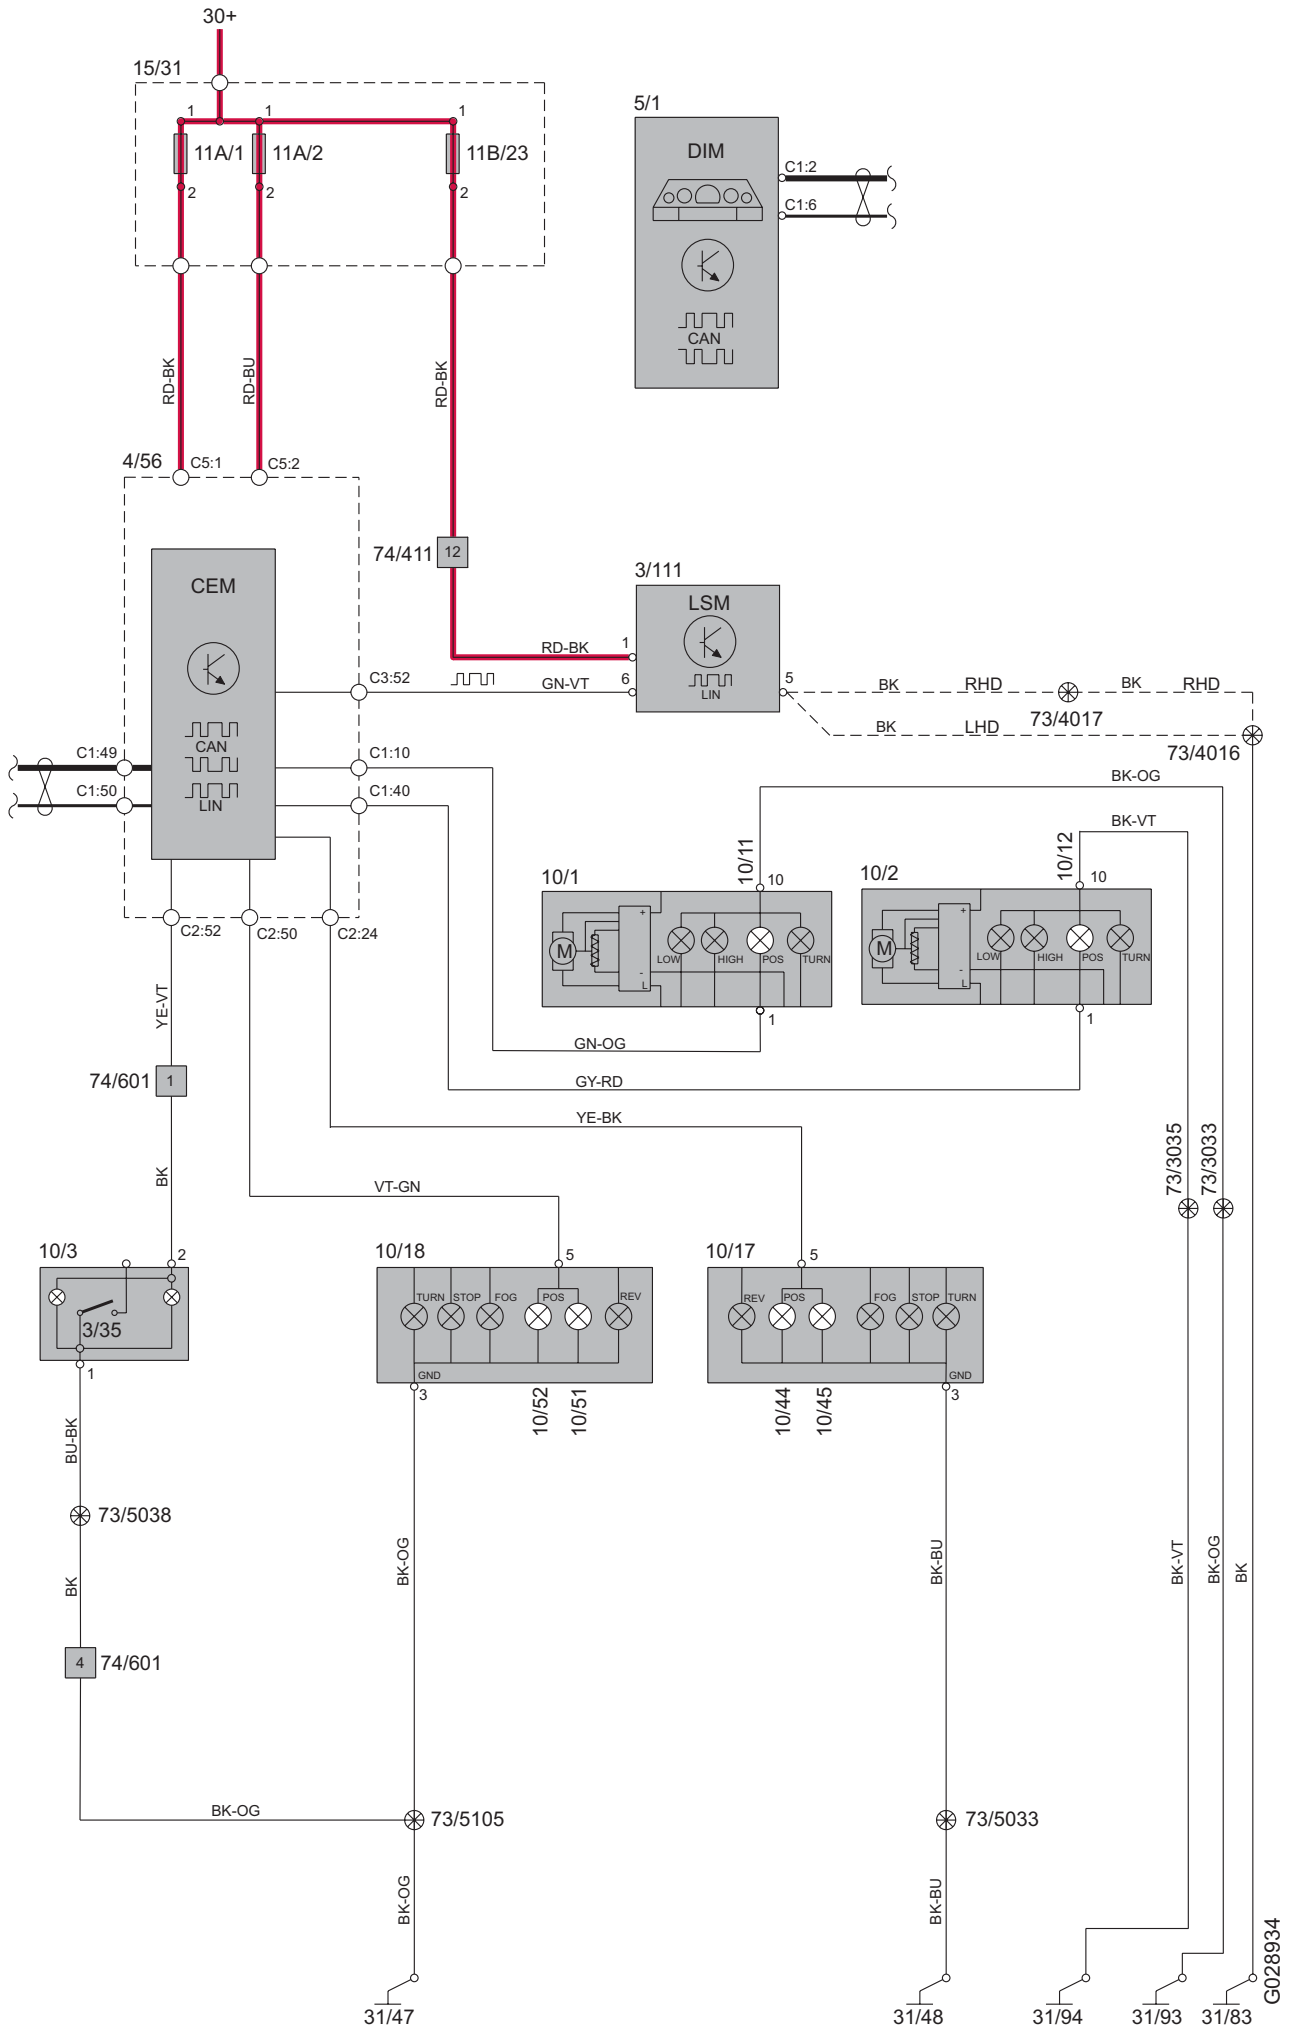 30+
15/31
1
1
1
11A/1
11A/2
11B/23
2
2
2
5/1
DIM
C1:2
C1:6
CAN
RD-BK
RD-BU
RD-BK
4/56
C5:1
C5:2
74/411
12
CEM
3/111
LSM
1
RD-BK
C3:52
GN-VT
6
LIN
5
BK
RHD
BK
RHD
73/4017
BK
LHD
73/4016
CAN
C1:49
C1:10
C1:50
LIN
C1:40
BK-OG
BK-VT
10/11
10/12
10/1
10
10/2
10
+
M
LOW
HIGH
POS
TURN
-
L
1
+
M
LOW
HIGH
POS
TURN
-
L
1
C2:52
C2:50
C2:24
YE-VT
GN-OG
74/601
1
GY-RD
YE-BK
73/3035
73/3033
BK
VT-GN
10/3
2
10/18
5
10/17
5
3/35
1
TURN
STOP
FOG
POS
REV
GND
3
10/52
10/51
REV
POS
FOG
STOP
TURN
GND
3
10/44
10/45
BU-BK
73/5038
BK
BK-OG
BK-BU
BK-VT
BK-OG
BK
4
74/601
BK-OG
73/5105
73/5033
BK-OG
BK-BU
31/47
31/48
31/94
31/93
31/83
G028934